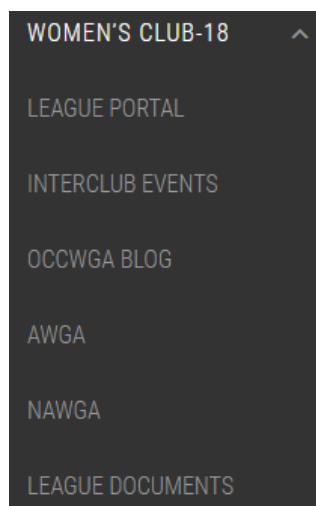 WOMEN'S CLUB-18
LEAGUE PORTAL
INTERCLUB EVENTS
OCCWGA BLOG
AWGA
NAWGA
LEAGUE DOCUMENTS